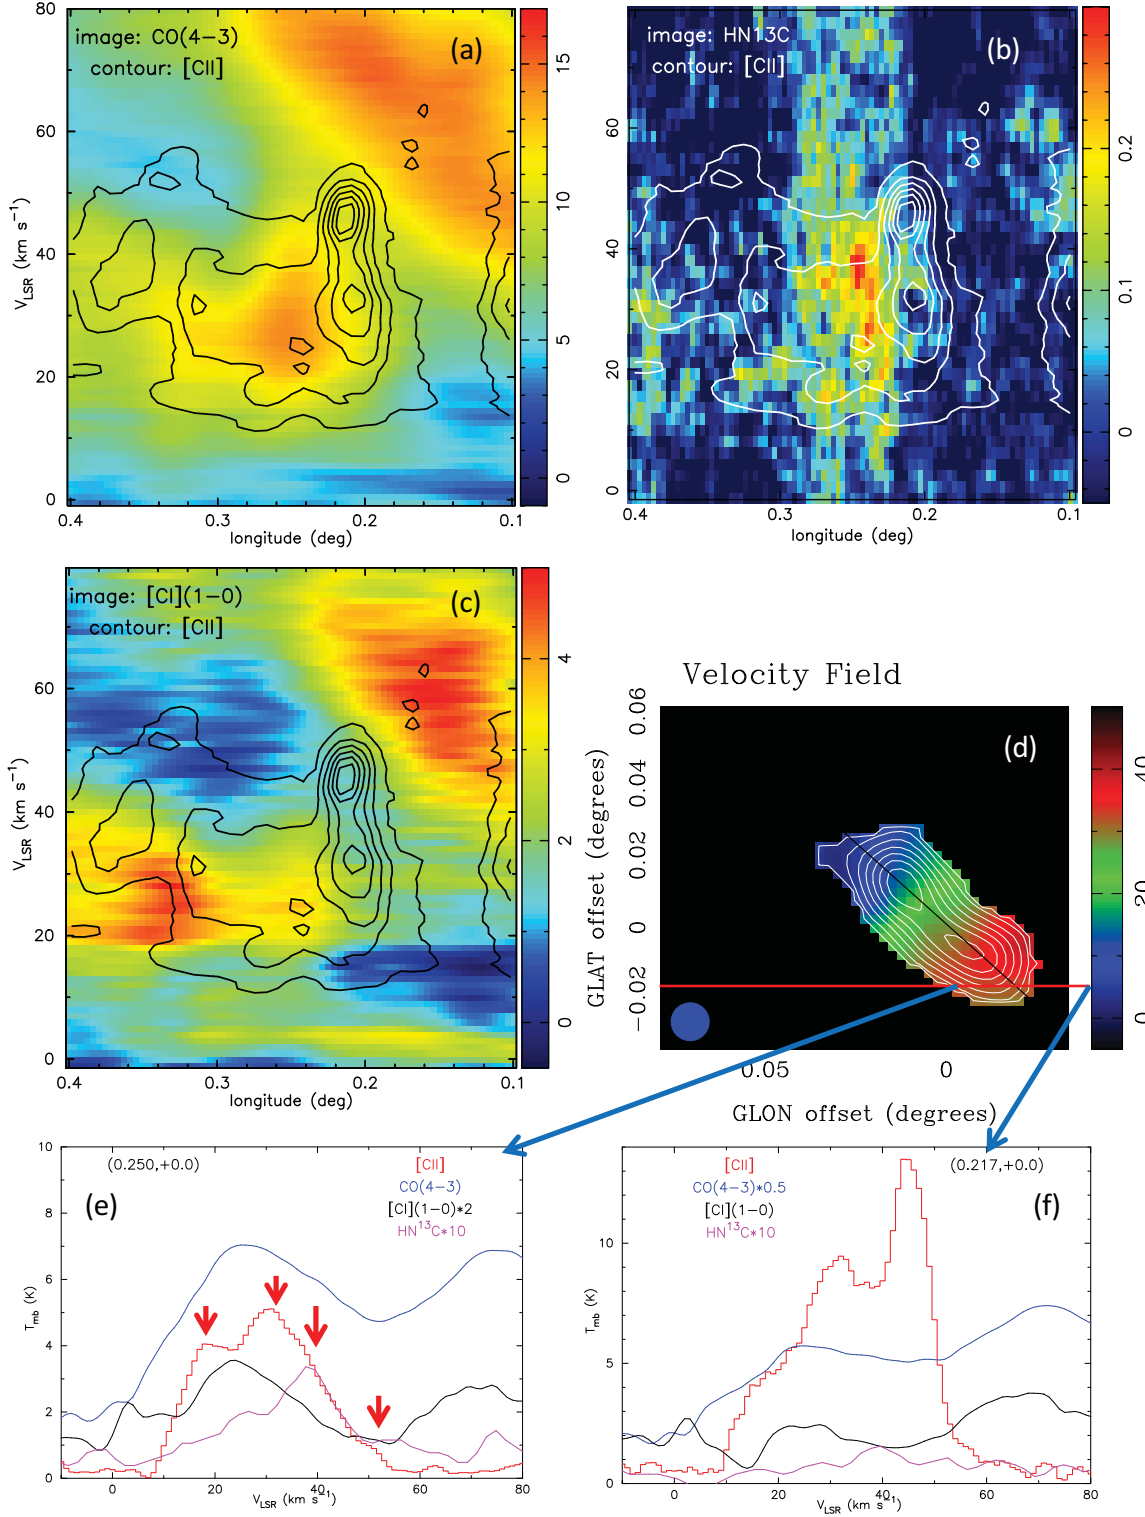 image: CO(4−3)
contour: [CII]
(a)
80
60
40
20
0
V_LSR (km s⁻¹)
0.4
0.3
0.2
0.1
longitude (deg)
15
10
5
0
image: HN13C
contour: [CII]
(b)
60
40
20
0
0.4
0.3
0.2
0.1
longitude (deg)
0.2
0.1
0
image: [CI](1−0)
contour: [CII]
(c)
60
40
20
0
V_LSR (km s⁻¹)
0.4
0.3
0.2
0.1
longitude (deg)
4
2
0
Velocity Field
(d)
0.06
0.04
0.02
0
−0.02
GLAT offset (degrees)
0.05
0
GLON offset (degrees)
40
20
0
(0.250,+0.0)
(e)
[CII]
CO(4−3)
[CI](1−0)*2
HN¹³C*10
10
8
6
4
2
0
T_mb (K)
0
20
40
60
80
V_LSR (km s⁻¹)
[CII]
CO(4−3)*0.5
[CI](1−0)
HN¹³C*10
(0.217,+0.0)
(f)
10
5
0
T_mb (K)
0
20
40
60
80
V_LSR (km s⁻¹)